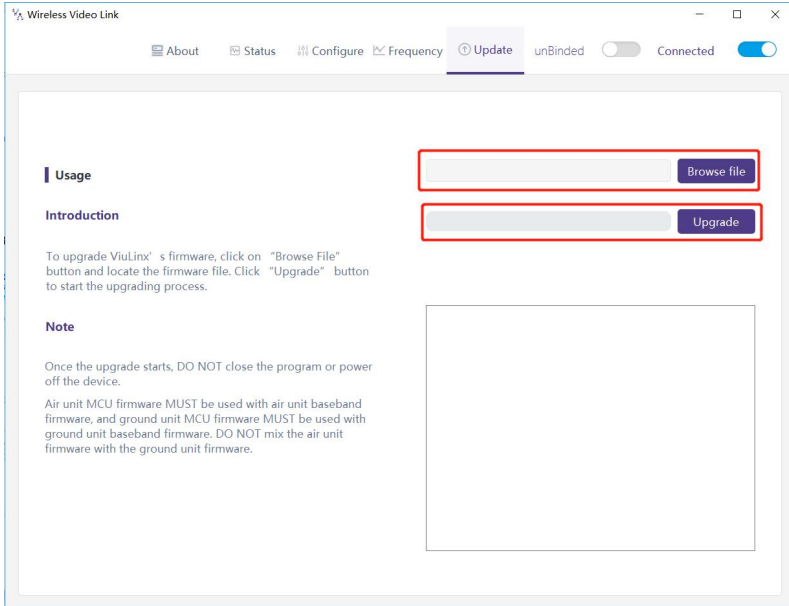 Wireless Video Link
About Status Configure Frequency Update unBinded Connected
Usage
Browse file
Introduction
Upgrade
To upgrade ViuLinx’s firmware, click on “Browse File”
button and locate the firmware file. Click “Upgrade” button
to start the upgrading process.
Note
Once the upgrade starts, DO NOT close the program or power
off the device.
Air unit MCU firmware MUST be used with air unit baseband
firmware, and ground unit MCU firmware MUST be used with
ground unit baseband firmware. DO NOT mix the air unit
firmware with the ground unit firmware.